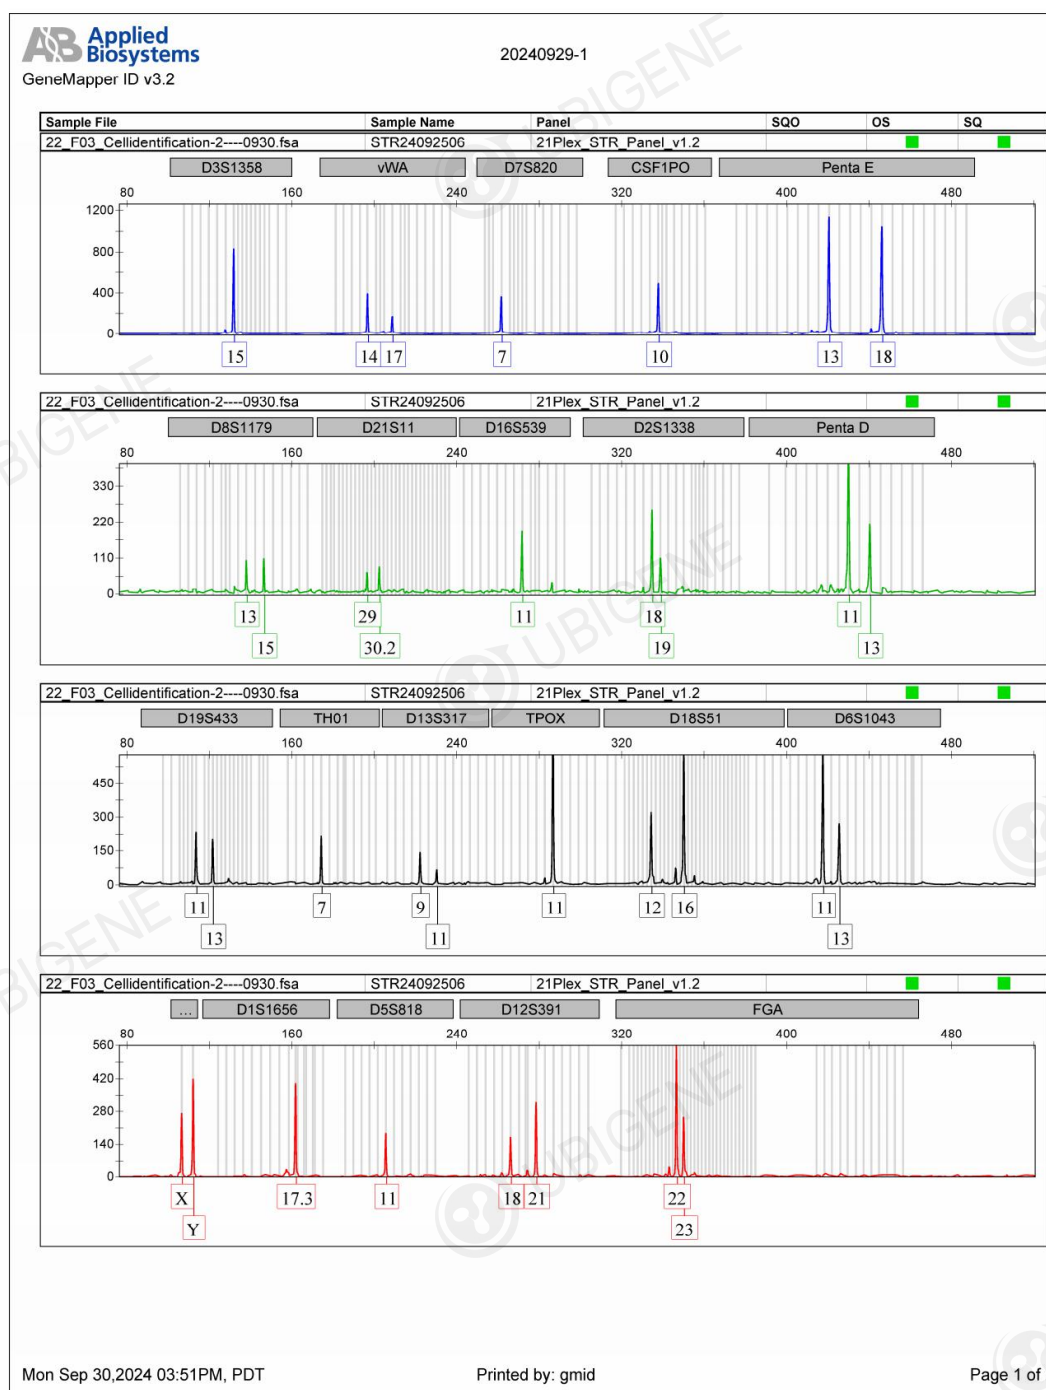 AB Applied
Biosystems
20240929-1
GeneMapper ID v3.2
Sample File Sample Name Panel SQO OS SQ
22_F03_Cellidentification-2----0930.fsa STR24092506 21Plex_STR_Panel_v1.2
D3S1358 vWA D7S820 CSF1PO Penta E
80 160 240 320 400 480
1200
800
400
0
15 14 17 7 10 13 18
22_F03_Cellidentification-2----0930.fsa STR24092506 21Plex_STR_Panel_v1.2
D8S1179 D21S11 D16S539 D2S1338 Penta D
80 160 240 320 400 480
330
220
110
0
13 29 11 18 11
15 30.2 19 13
22_F03_Cellidentification-2----0930.fsa STR24092506 21Plex_STR_Panel_v1.2
D19S433 TH01 D13S317 TPOX D18S51 D6S1043
80 160 240 320 400 480
450
300
150
0
11 7 9 11 12 16 11
13 11 13
22_F03_Cellidentification-2----0930.fsa STR24092506 21Plex_STR_Panel_v1.2
... D1S1656 D5S818 D12S391 FGA
80 160 240 320 400 480
560
420
280
140
0
X 17.3 11 18 21 22
Y 23
UBIGENE
UBIGENE
UBIGENE
UBIGENE
UBIGENE
UBIGENE
Mon Sep 30,2024 03:51PM, PDT Printed by: gmid Page 1 of